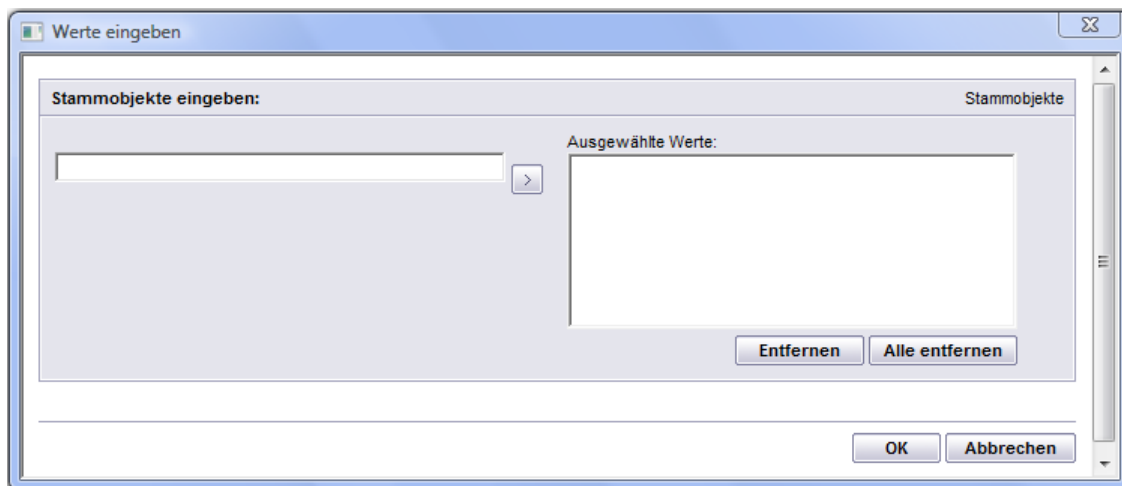 Werte eingeben
Stammobjekte eingeben: Stammobjekte
Ausgewählte Werte:
>
Entfernen Alle entfernen
OK Abbrechen